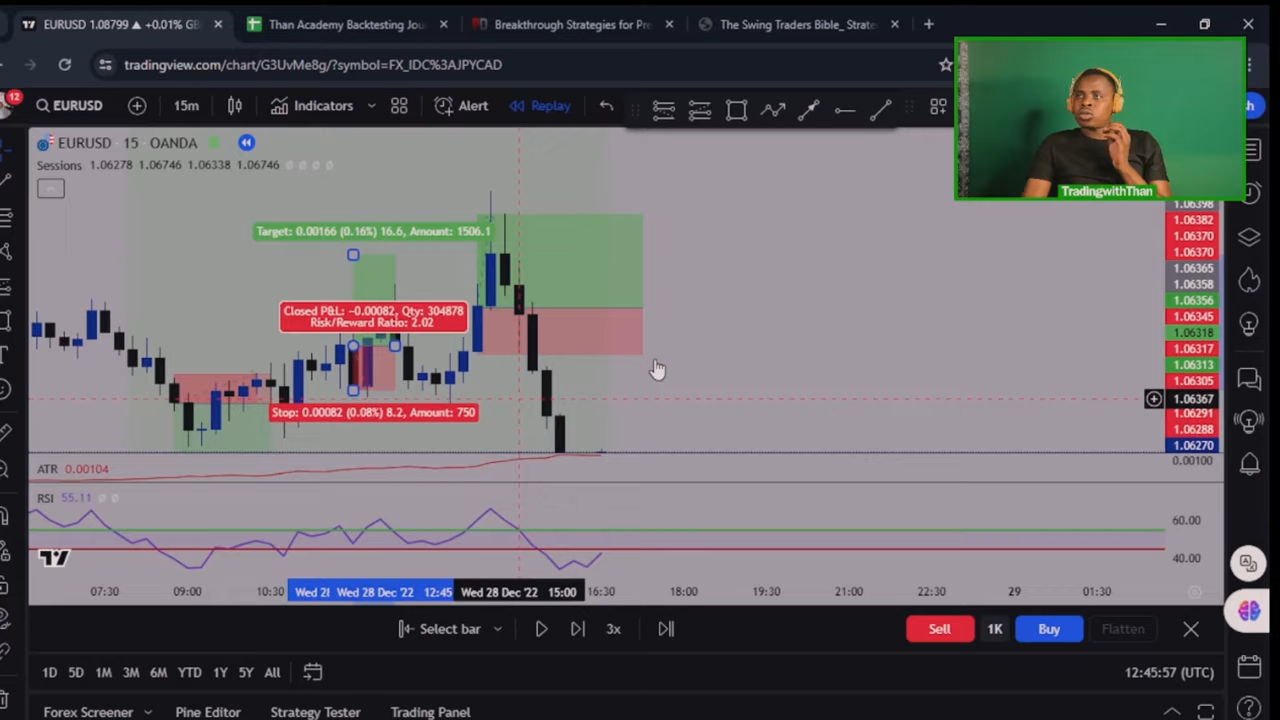 EURUSD 1.08799 ▲ +0.01% GB
Than Academy Backtesting Jou
Breakthrough Strategies for Pre
The Swing Traders Bible_ Strate
tradingview.com/chart/G3UvMe8g/?symbol=FX_IDC%3AJPYCAD
12
EURUSD
15m
Indicators
Alert
Replay
EURUSD · 15 · OANDA
Sessions 1.06278 1.06746 1.06338 1.06746 Ø Ø Ø Ø
TradingwithThan
Target: 0.00166 (0.16%) 16.6, Amount: 1506.1
Closed P&L: −0.00082, Qty: 304878
Risk/Reward Ratio: 2.02
Stop: 0.00082 (0.08%) 8.2, Amount: 750
1.06398
1.06382
1.06370
1.06370
1.06365
1.06358
1.06356
1.06345
1.06318
1.06317
1.06313
1.06305
1.06367
1.06291
1.06288
1.06270
0.00100
ATR 0.00104
RSI 55.11 Ø Ø
60.00
40.00
07:30 09:00 10:30 Wed 28 Dec '22 12:45 Wed 28 Dec '22 15:00 16:30 18:00 19:30 21:00 22:30 29 01:30
Select bar
3x
Sell
1K
Buy
Flatten
1D 5D 1M 3M 6M YTD 1Y 5Y All
12:45:57 (UTC)
Forex Screener Pine Editor Strategy Tester Trading Panel